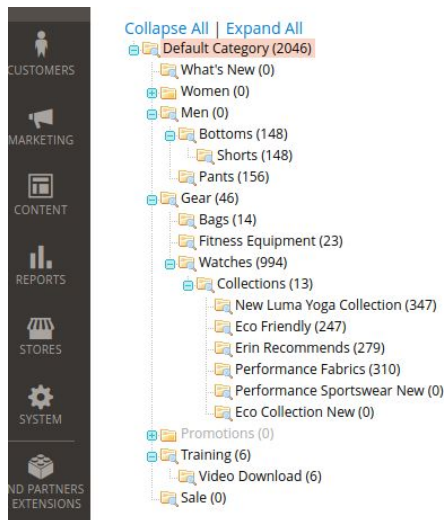 CUSTOMERS
MARKETING
CONTENT
REPORTS
STORES
SYSTEM
ND PARTNERS
EXTENSIONS
Collapse All | Expand All
Default Category (2046)
What's New (0)
Women (0)
Men (0)
Bottoms (148)
Shorts (148)
Pants (156)
Gear (46)
Bags (14)
Fitness Equipment (23)
Watches (994)
Collections (13)
New Luma Yoga Collection (347)
Eco Friendly (247)
Erin Recommends (279)
Performance Fabrics (310)
Performance Sportswear New (0)
Eco Collection New (0)
Promotions (0)
Training (6)
Video Download (6)
Sale (0)